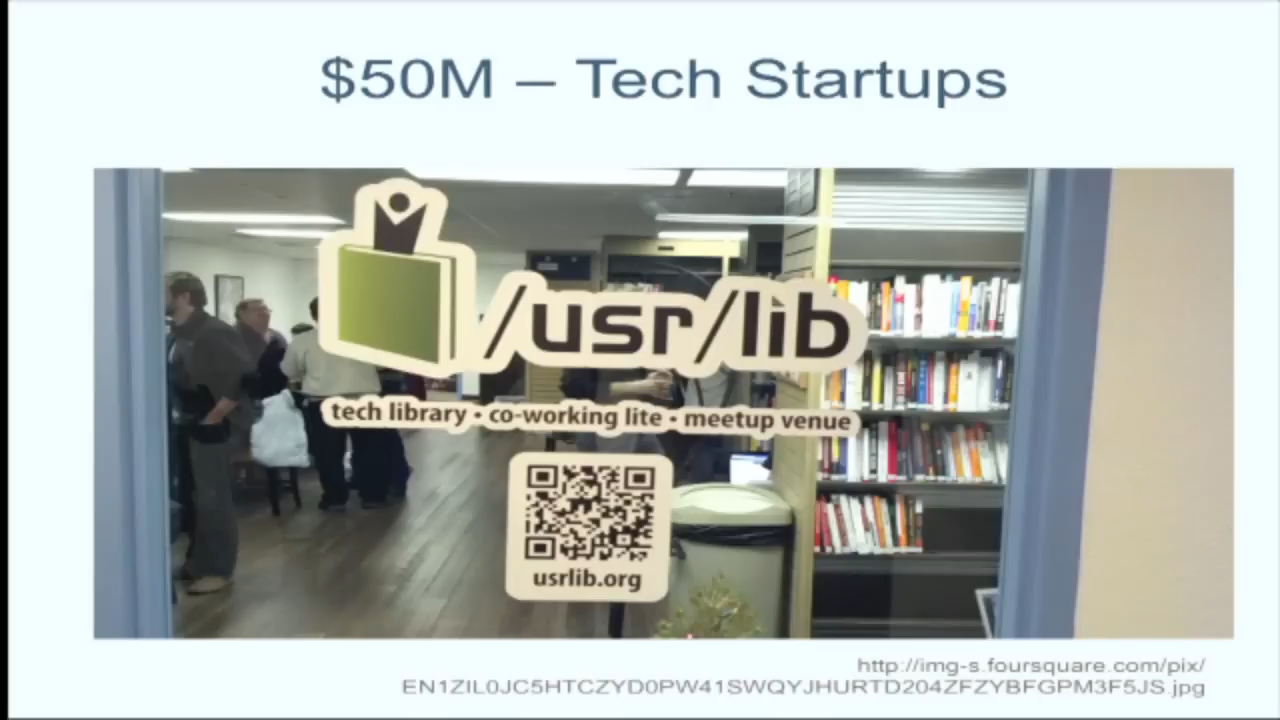 $50M – Tech Startups
/usr/lib
tech library • co-working lite • meetup venue
usrlib.org
http://img-s.foursquare.com/pix/
EN1ZIL0JC5HTCZYD0PW41SWQYJHURTD204ZFZYBFGPM3F5JS.jpg